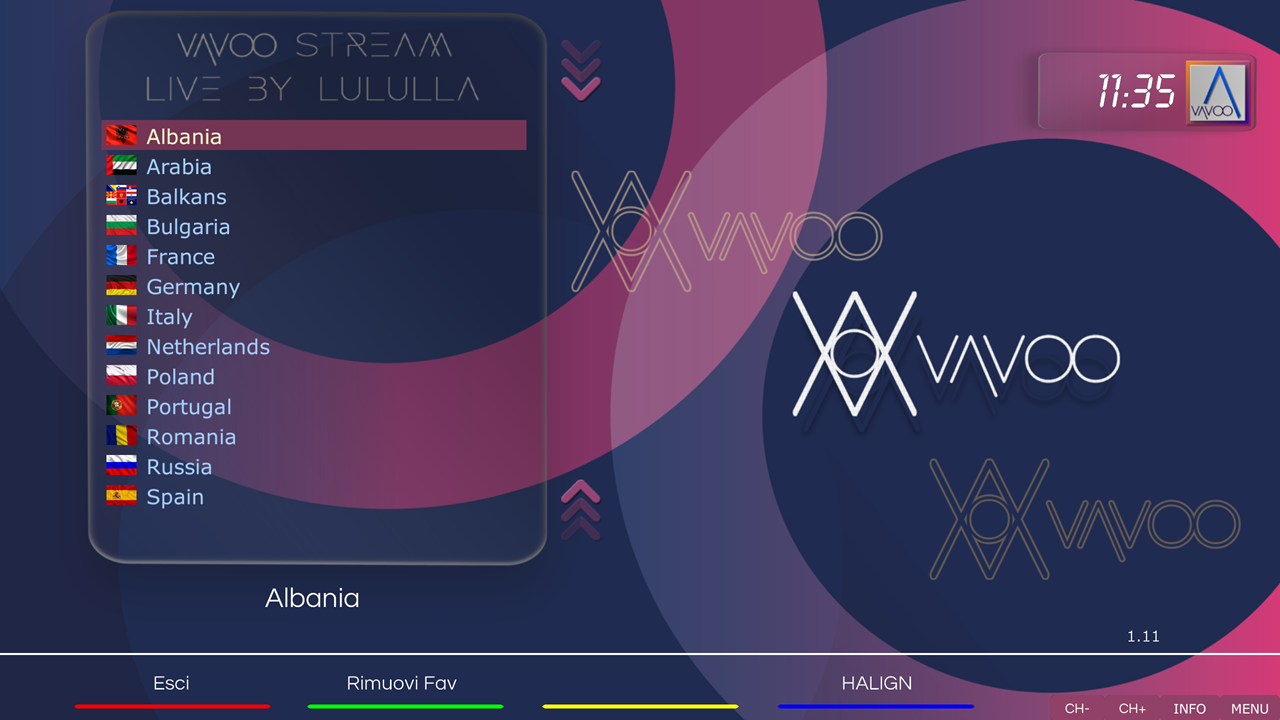 VAVOO STREAM
LIVE BY LULULLA
11:35
VAVOO
Albania
Arabia
Balkans
Bulgaria
France
Germany
Italy
Netherlands
Poland
Portugal
Romania
Russia
Spain
VAVOO
VAVOO
VAVOO
Albania
1.11
Esci
Rimuovi Fav
HALIGN
CH-
CH+
INFO
MENU